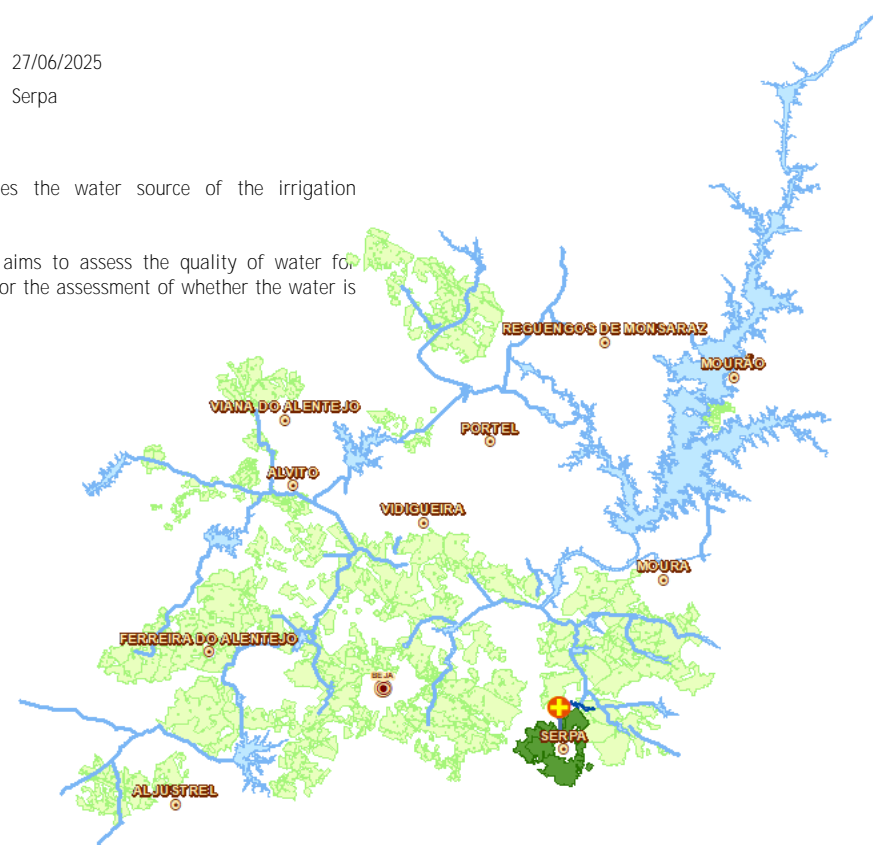 27/06/2025
Serpa
es the water source of the irrigation
aims to assess the quality of water for
or the assessment of whether the water is
REGUENGOS DE MONSARAZ
MOURÃO
VIANA DO ALENTEJO
PORTEL
ALVITO
VIDIGUEIRA
MOURA
FERREIRA DO ALENTEJO
BEJA
SERPA
ALJUSTREL